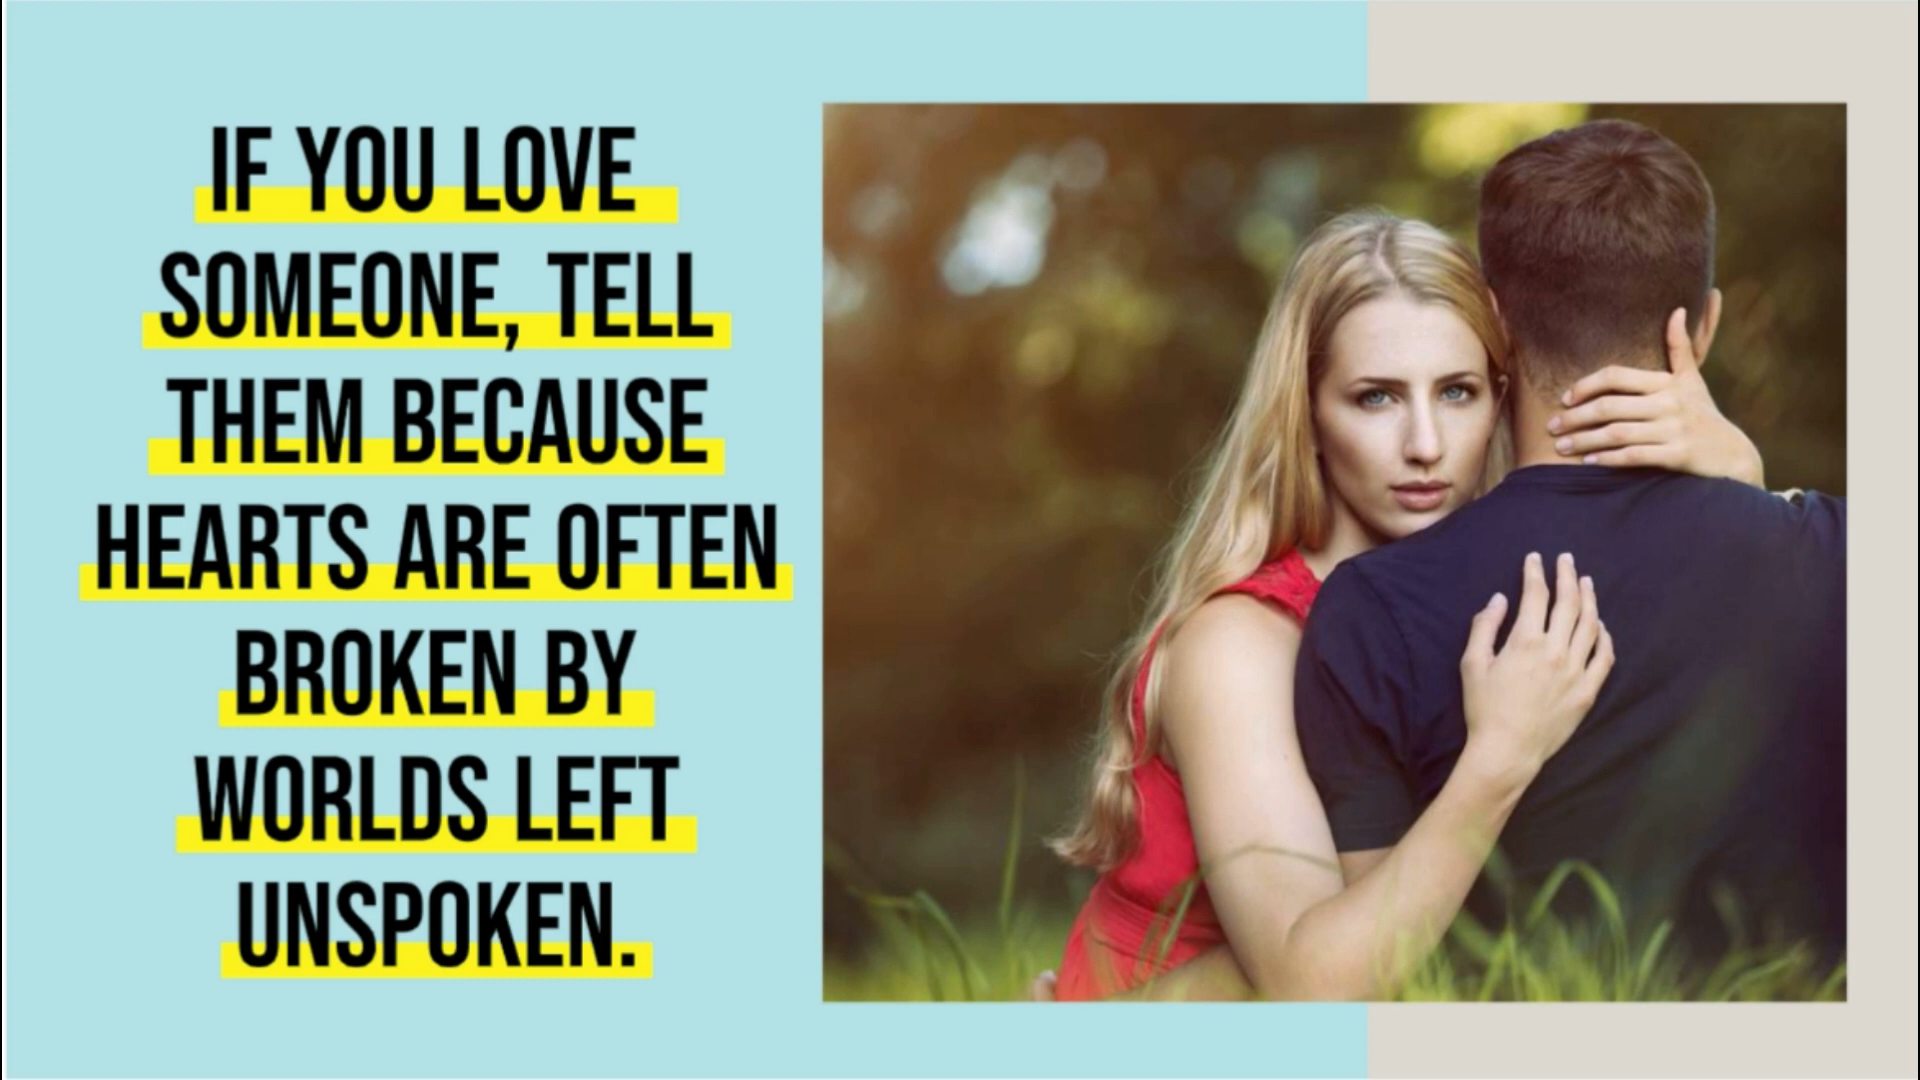 IF YOU LOVE
SOMEONE, TELL
THEM BECAUSE
HEARTS ARE OFTEN
BROKEN BY
WORLDS LEFT
UNSPOKEN.